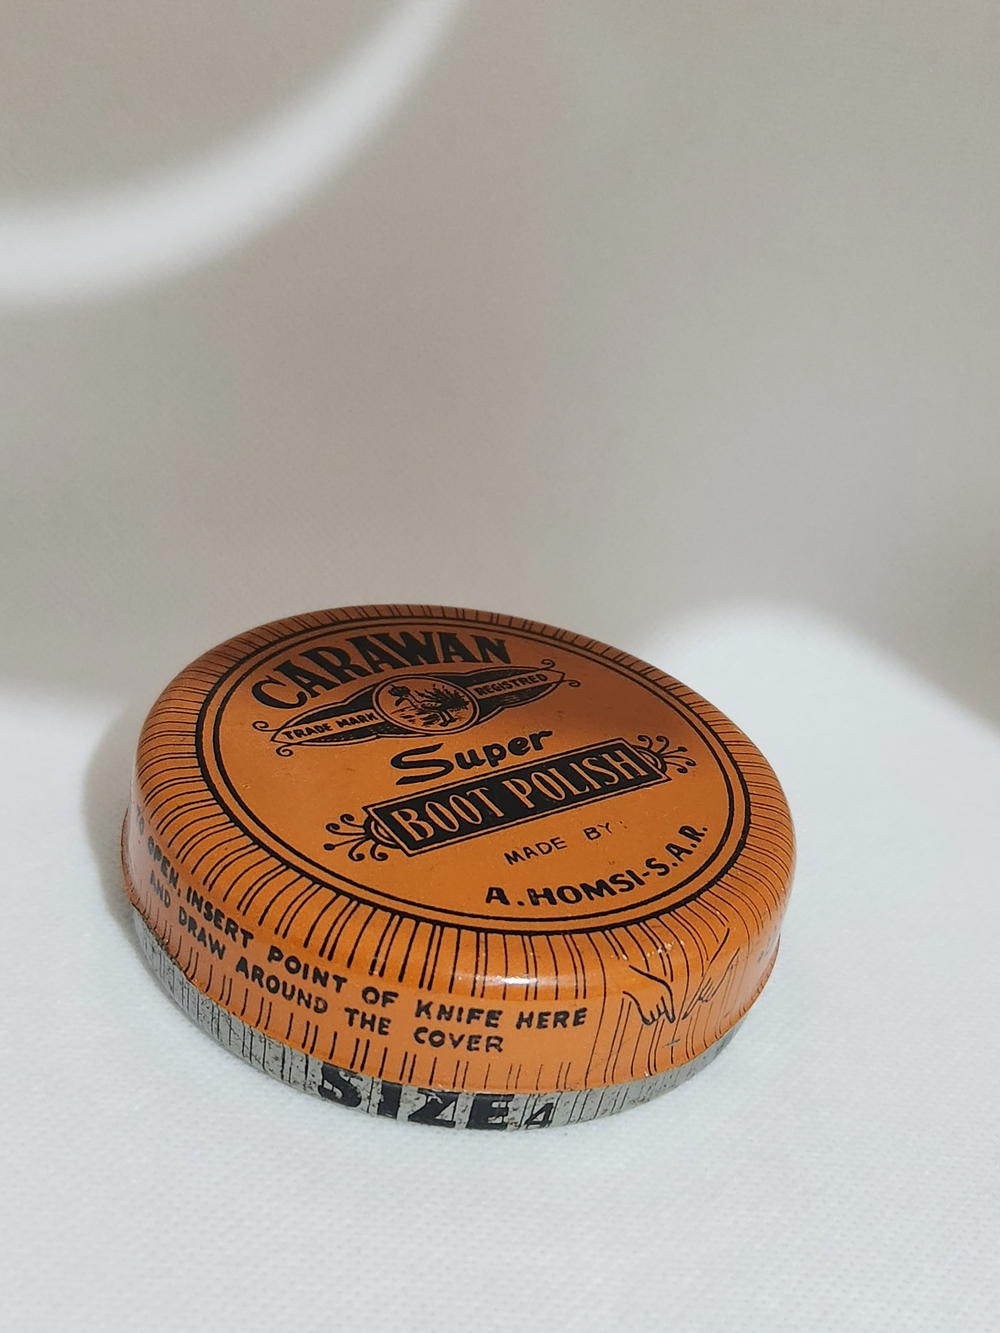 CARAWAN
TRADE MARK REGISTRED
Super
BOOT POLISH
MADE BY:
A. HOMSI-S.A.R.
TO OPEN, INSERT POINT OF KNIFE HERE
AND DRAW AROUND THE COVER
SIZE 4